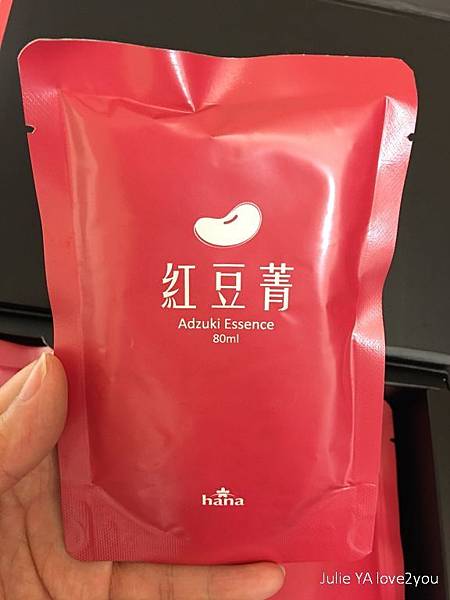 紅豆菁
Adzuki Essence
80ml
hana
Julie YA love2you